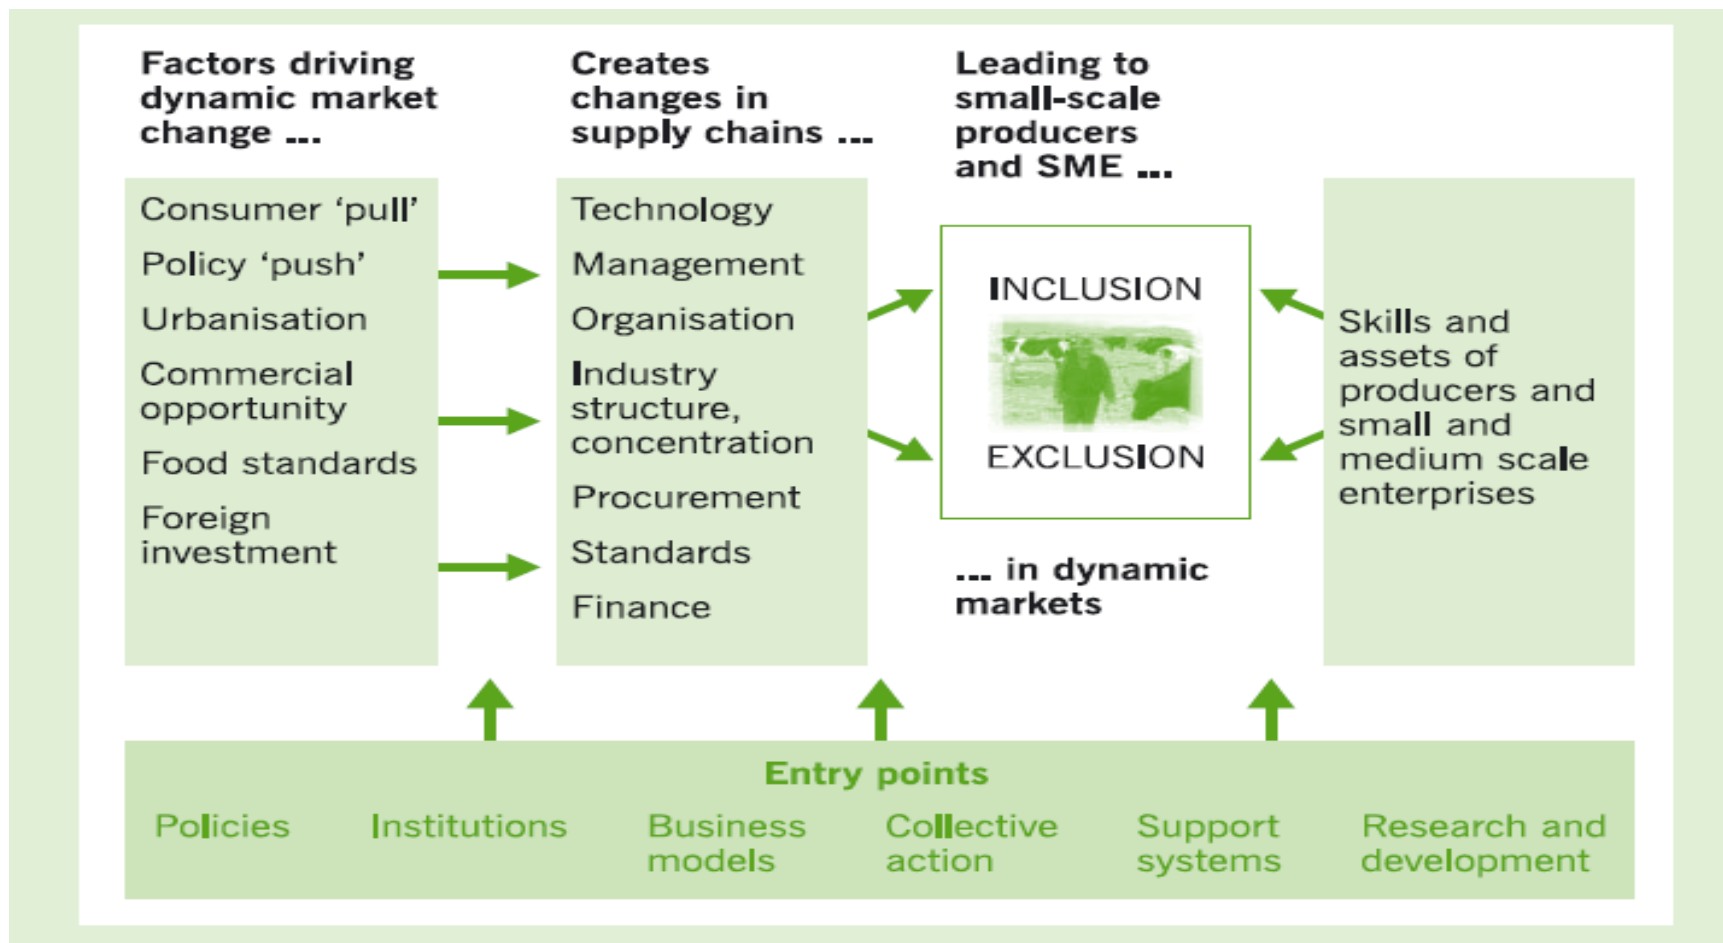 Factors driving
dynamic market
change ...
Consumer ‘pull’
Policy ‘push’
Urbanisation
Commercial
opportunity
Food standards
Foreign
investment
Creates
changes in
supply chains ...
Technology
Management
Organisation
Industry
structure,
concentration
Procurement
Standards
Finance
Leading to
small-scale
producers
and SME ...
INCLUSION
EXCLUSION
... in dynamic
markets
Skills and
assets of
producers and
small and
medium scale
enterprises
Entry points
Policies
Institutions
Business
models
Collective
action
Support
systems
Research and
development